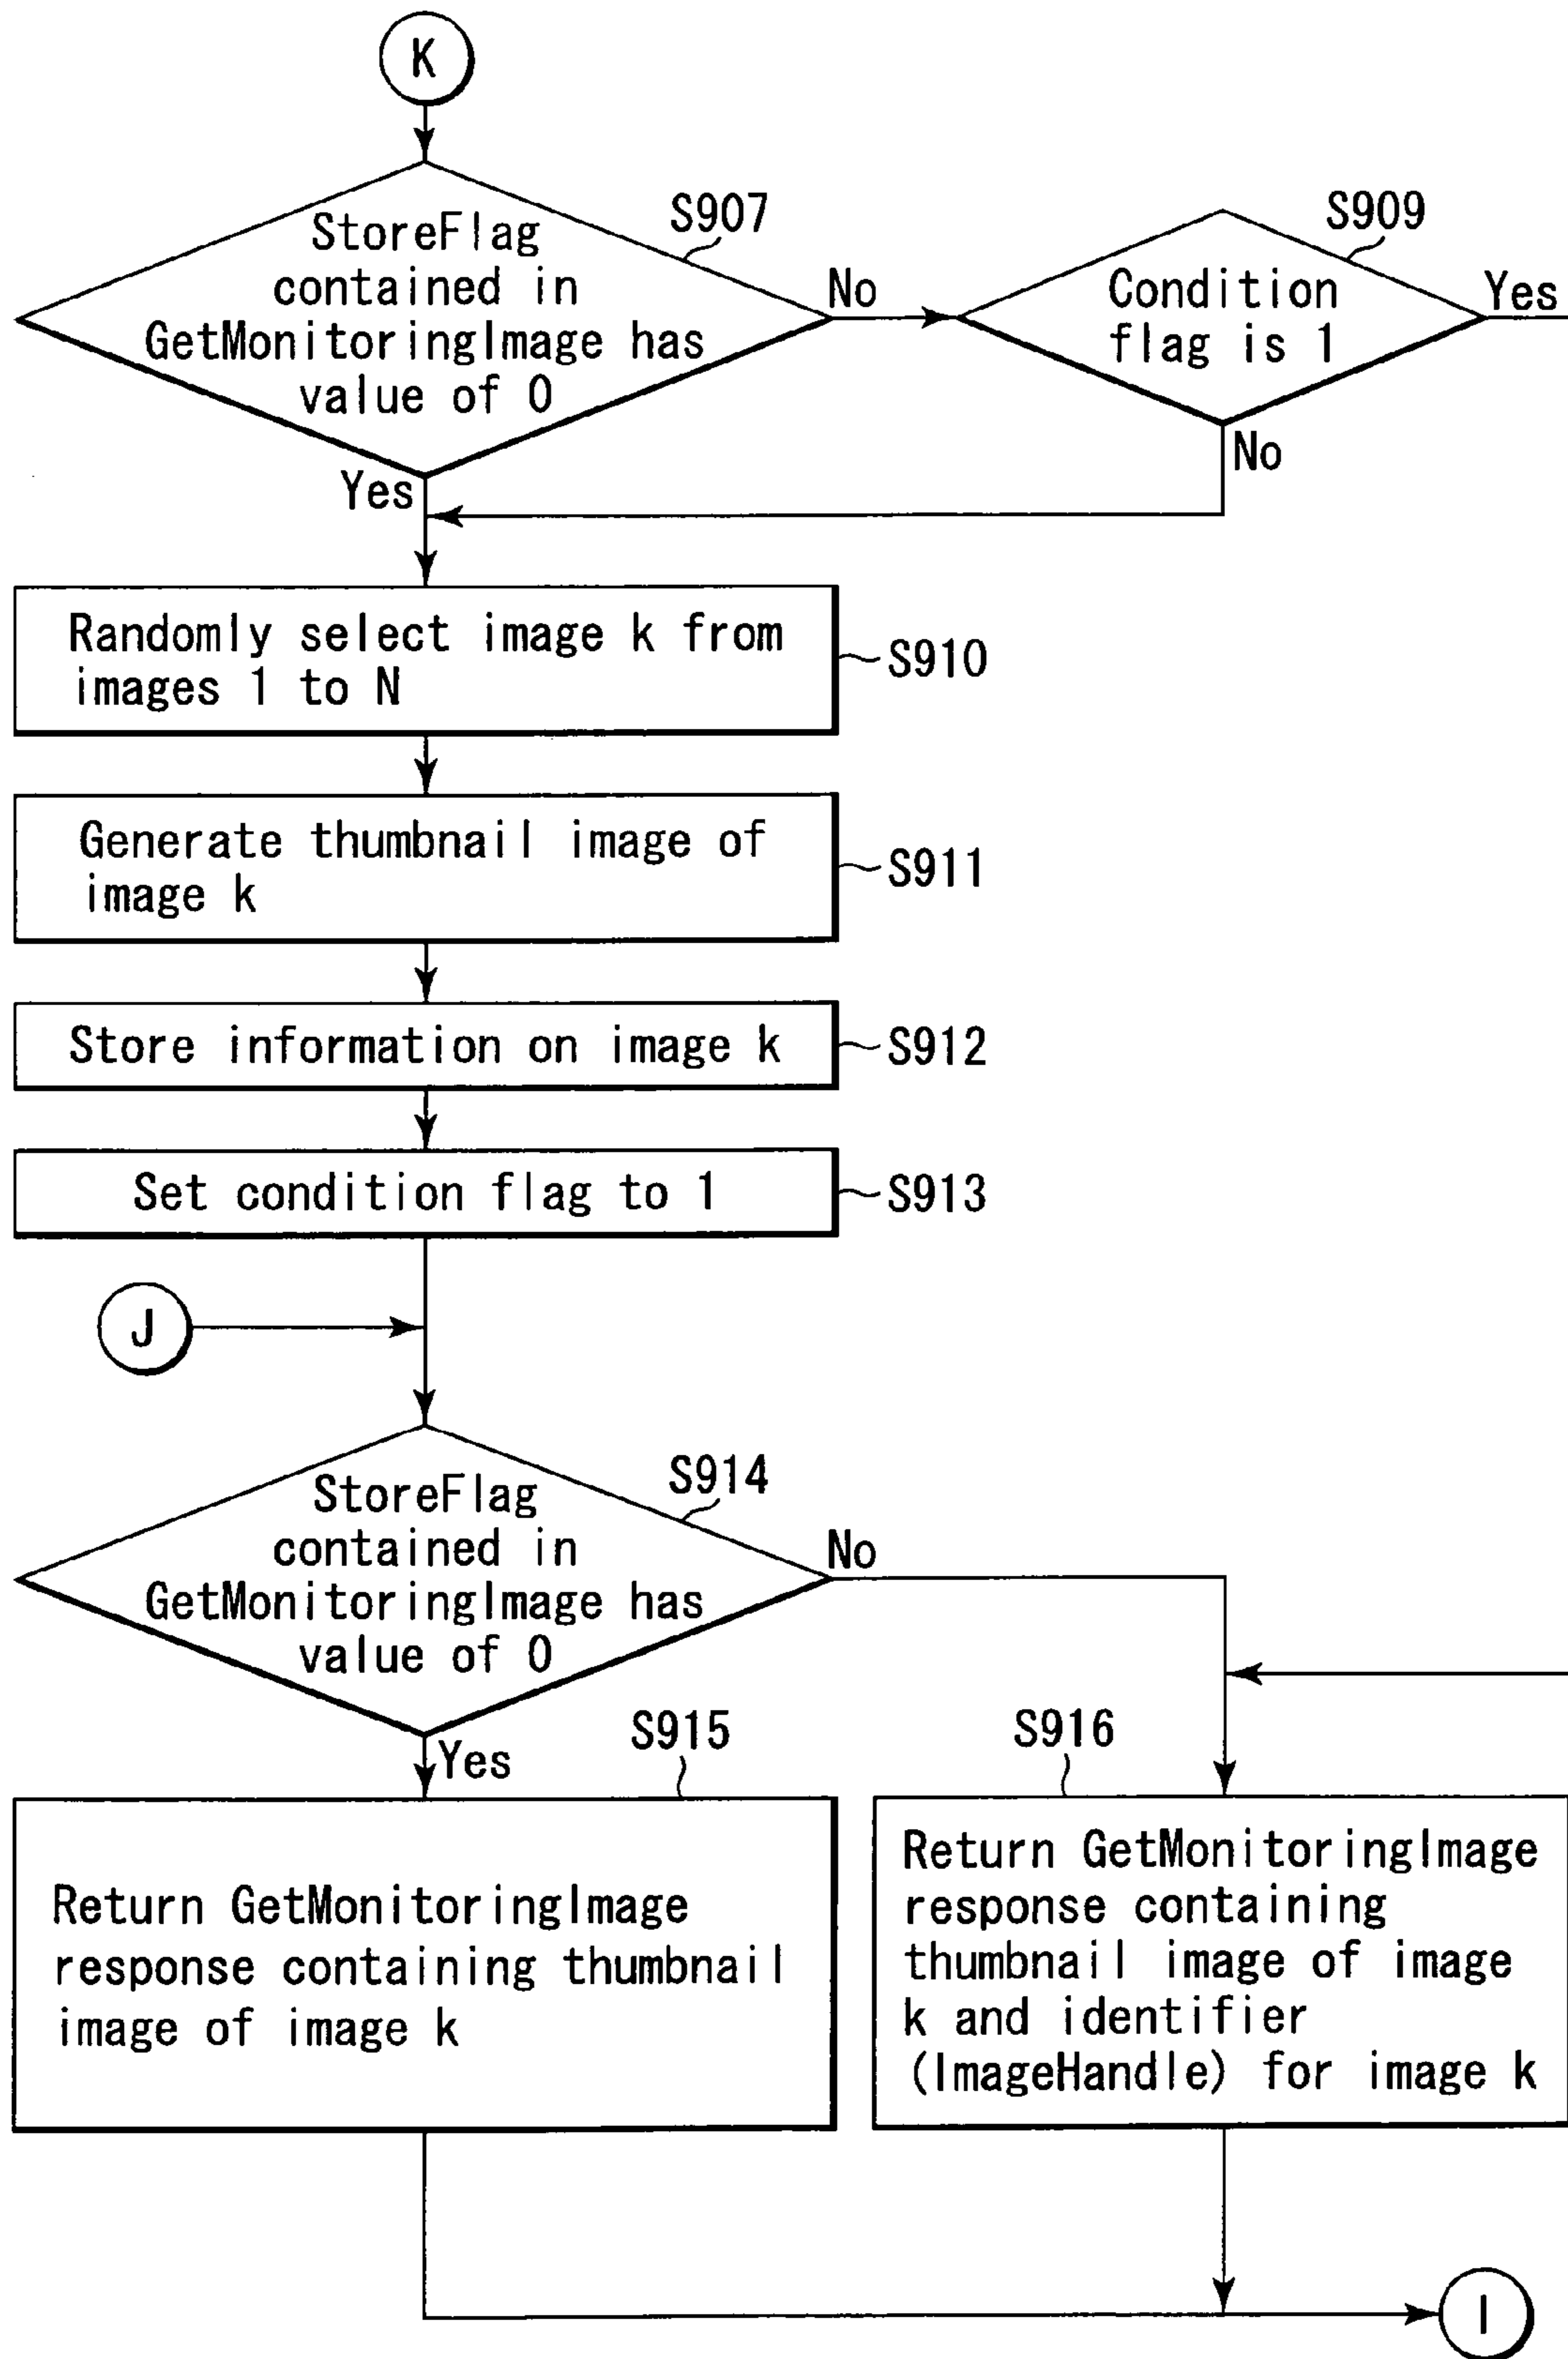 K
S907
StoreFlag
contained in
GetMonitoringImage has
value of 0
No
Yes
S909
Condition
flag is 1
Yes
No
Randomly select image k from
images 1 to N
S910
Generate thumbnail image of
image k
S911
Store information on image k
S912
Set condition flag to 1
S913
J
S914
StoreFlag
contained in
GetMonitoringImage has
value of 0
No
Yes
S915
Return GetMonitoringImage
response containing thumbnail
image of image k
S916
Return GetMonitoringImage
response containing
thumbnail image of image
k and identifier
(ImageHandle) for image k
I